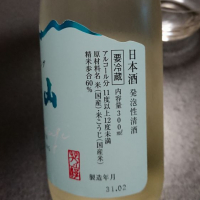 日本酒 発泡性清酒
要冷蔵 内容量300ml
アルコール分 11度以上12度未満
原材料名 米(国産)・米こうじ(国産米)
精米歩合60%
製造年月
31.02
山